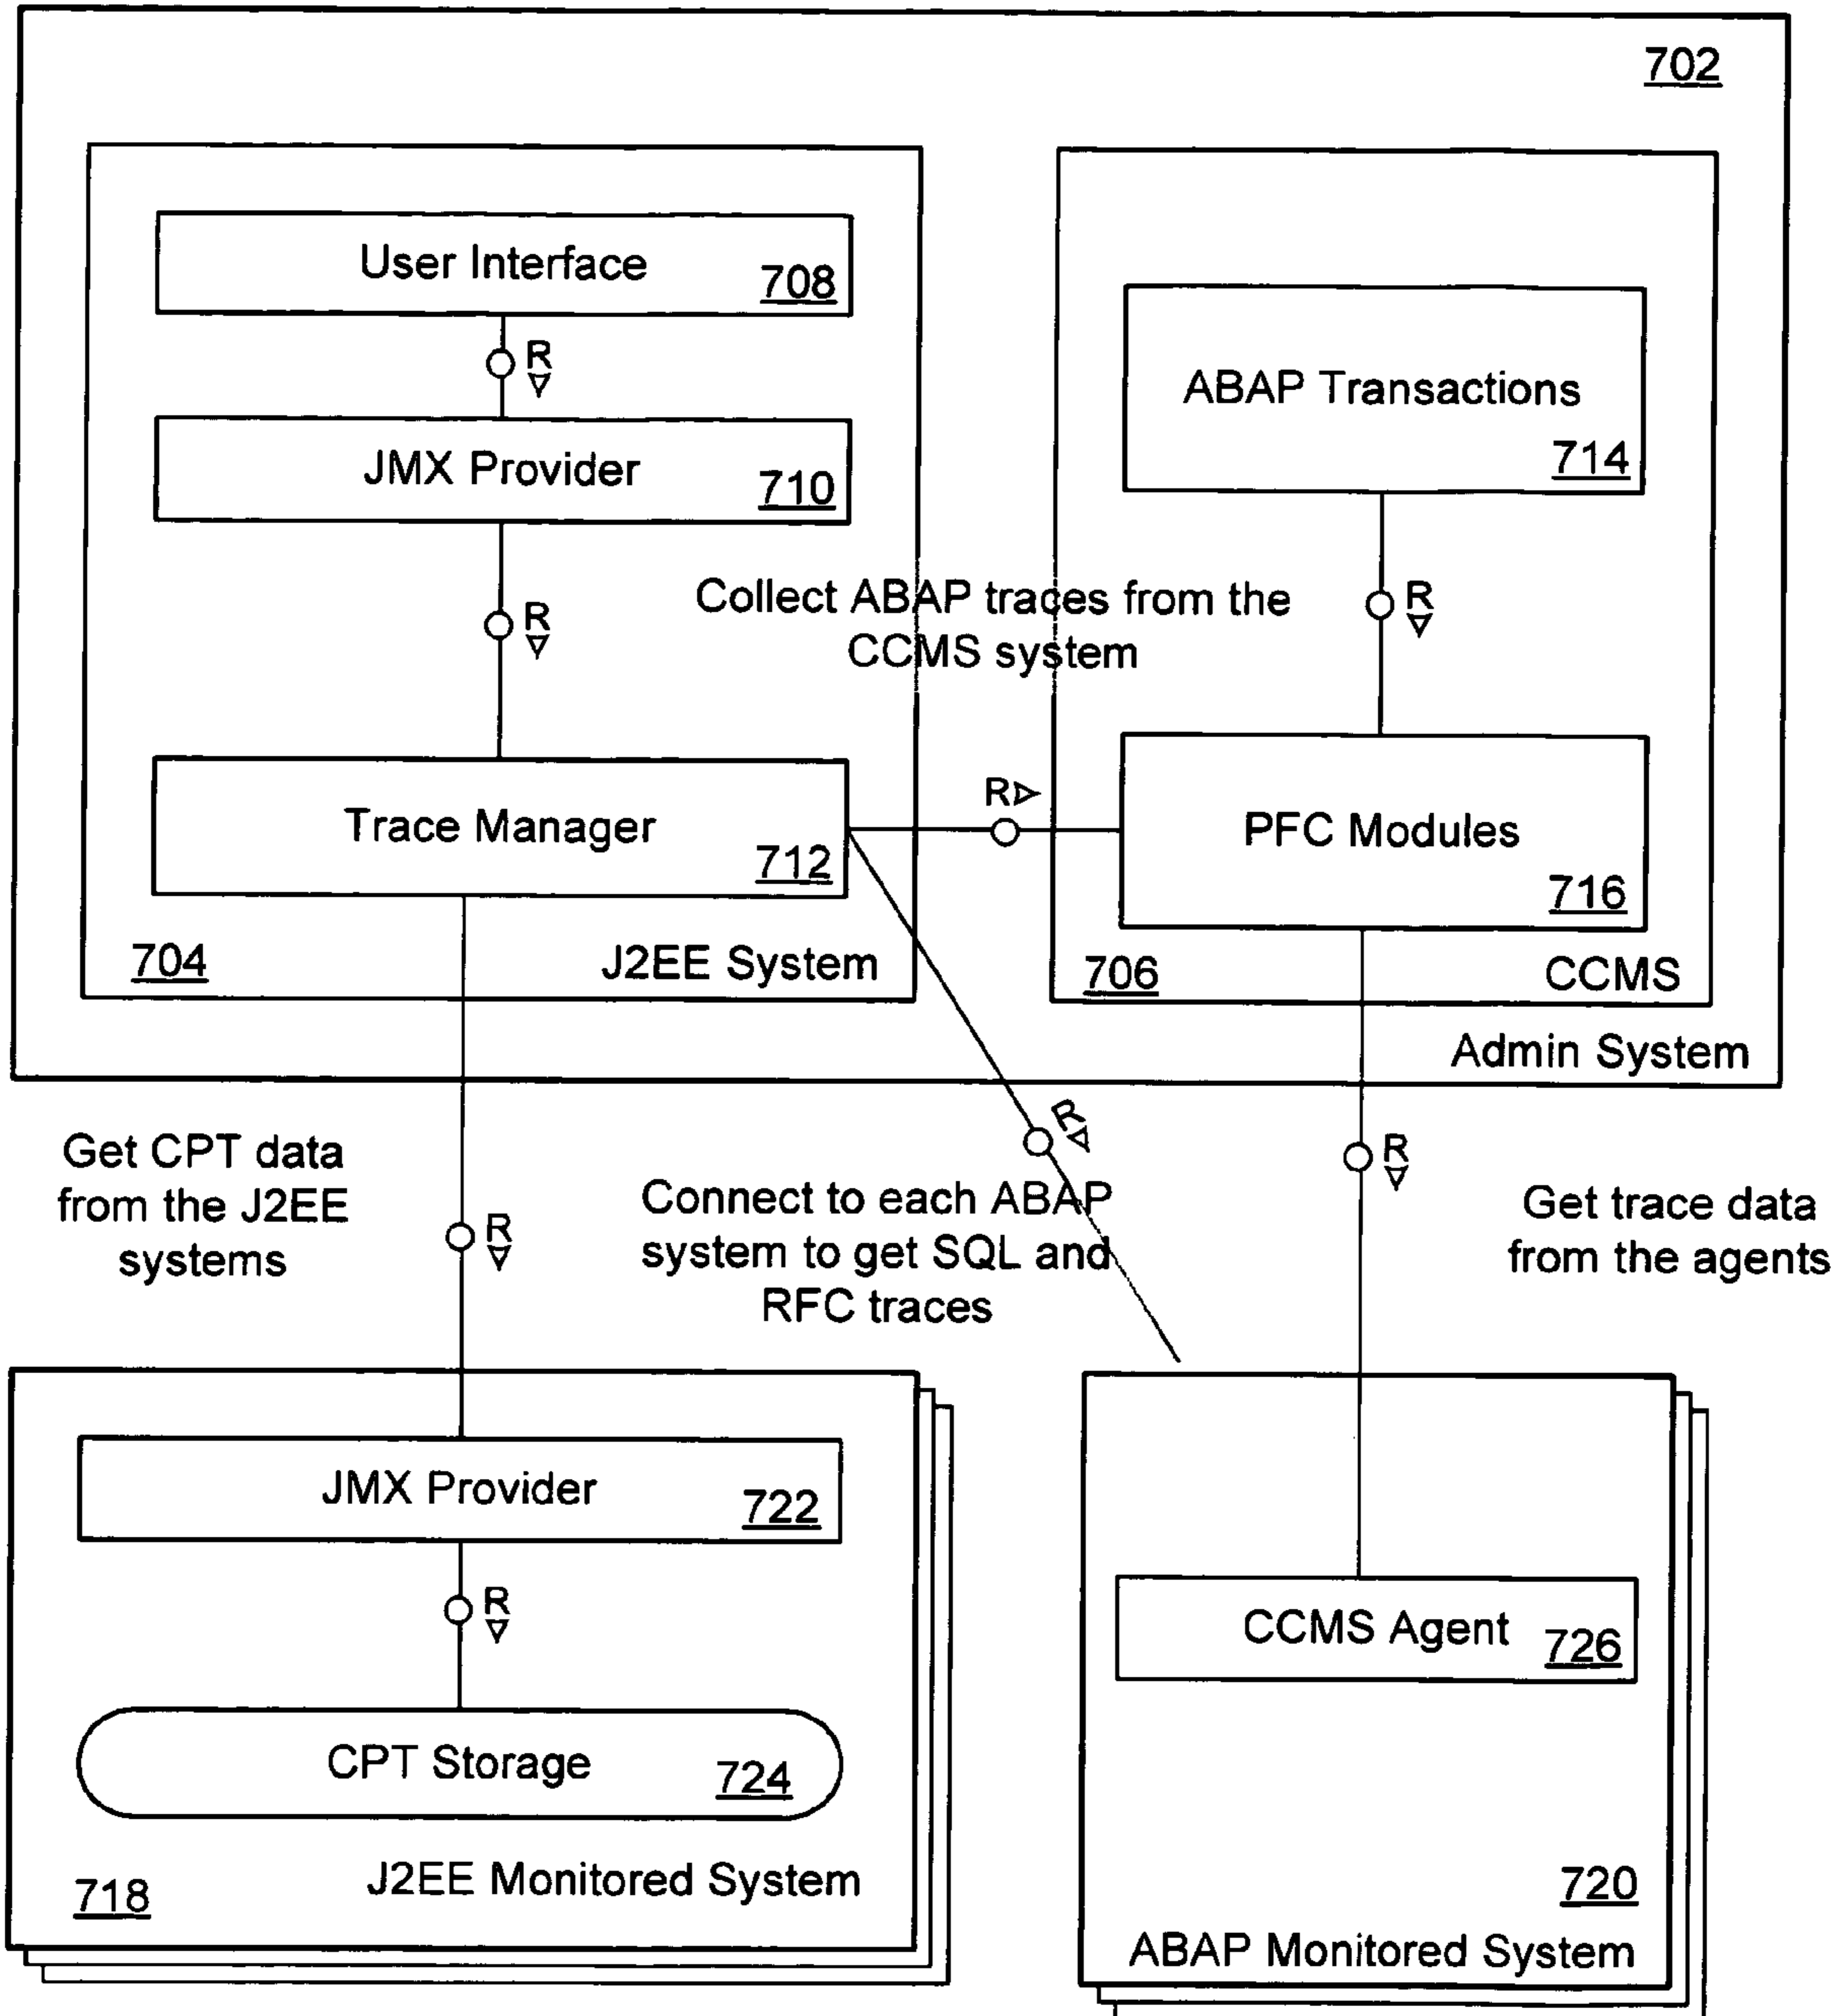 702
User Interface
708
R
JMX Provider
710
R
Collect ABAP traces from the
CCMS system
ABAP Transactions
714
R
Trace Manager
712
R
PFC Modules
716
704
J2EE System
706
CCMS
Admin System
Get CPT data
from the J2EE
systems
R
R
Connect to each ABAP
system to get SQL and
RFC traces
R
Get trace data
from the agents
JMX Provider
722
R
CPT Storage
724
718
J2EE Monitored System
CCMS Agent
726
720
ABAP Monitored System